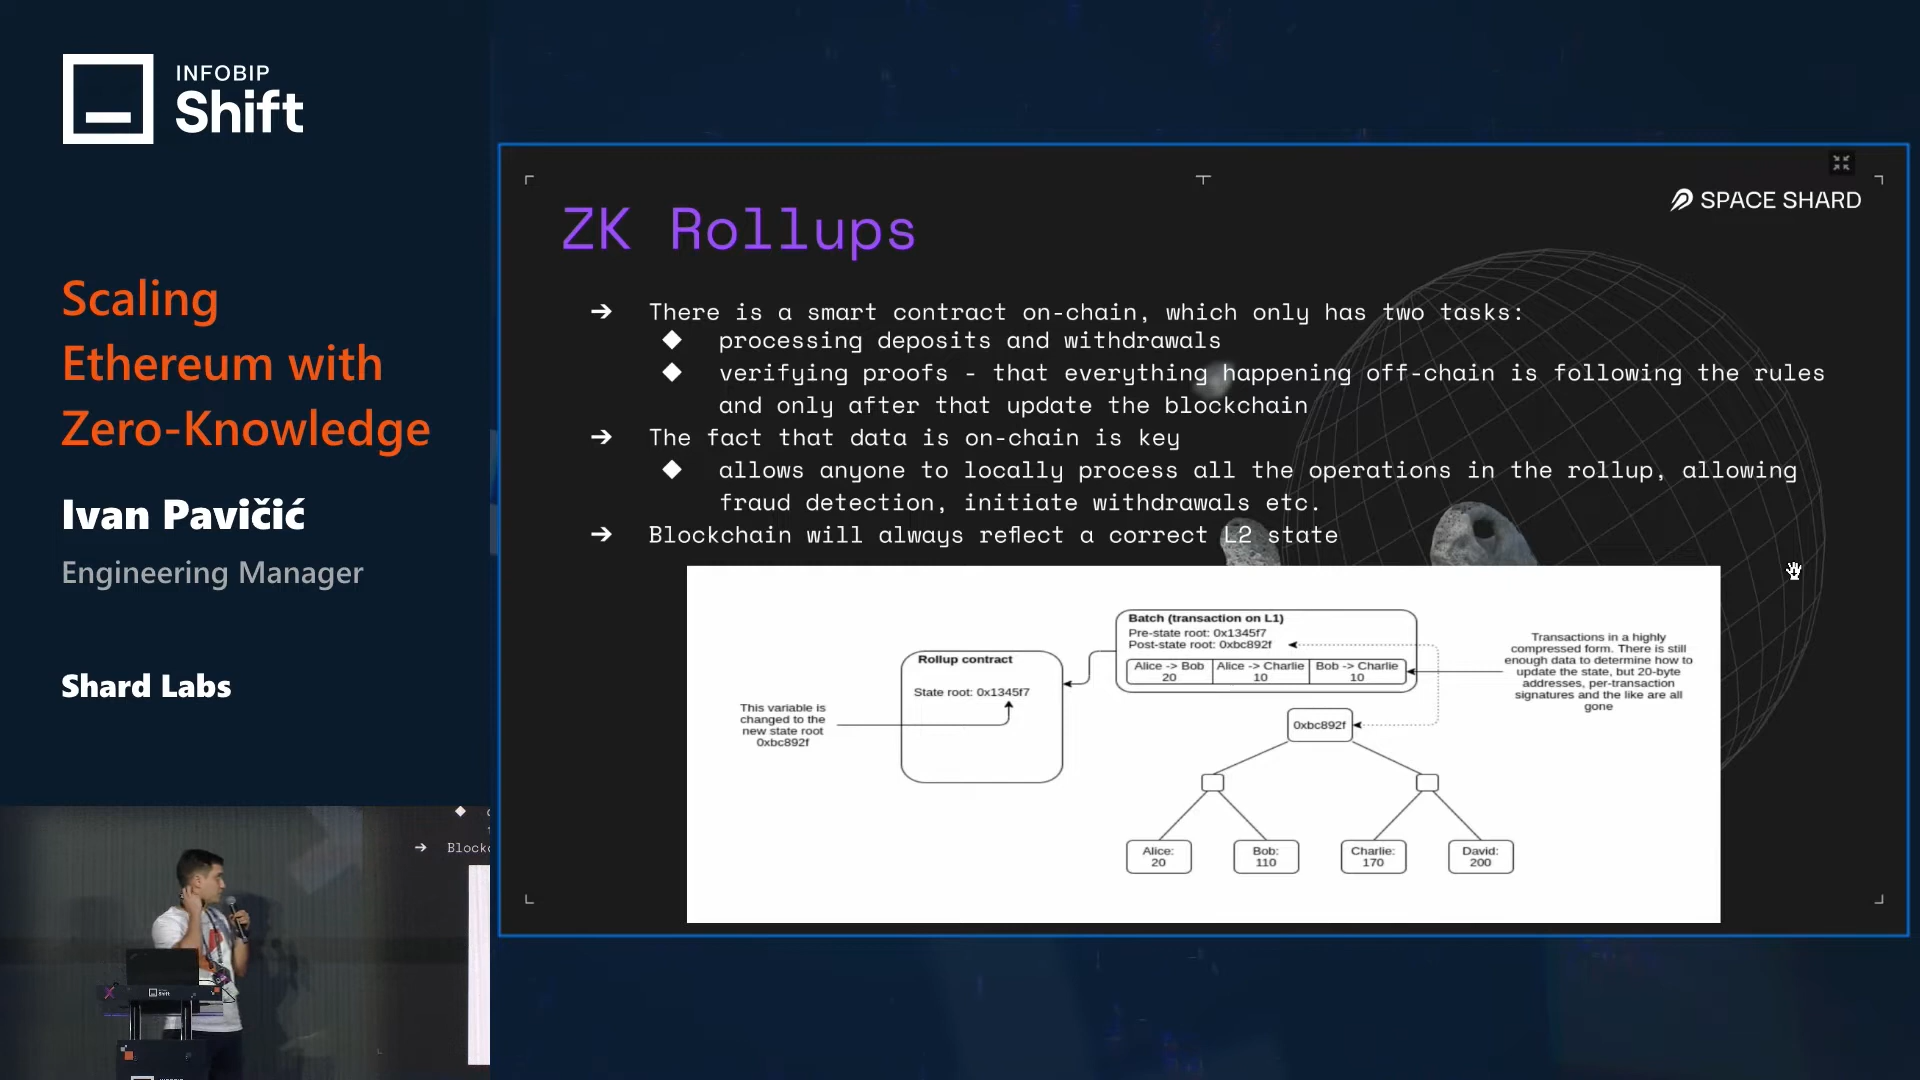 INFOBIP
Shift
Scaling
Ethereum with
Zero-Knowledge
Ivan Pavičić
Engineering Manager
Shard Labs
SPACE SHARD
ZK Rollups
➔ There is a smart contract on-chain, which only has two tasks:
◆ processing deposits and withdrawals
◆ verifying proofs - that everything happening off-chain is following the rules
and only after that update the blockchain
➔ The fact that data is on-chain is key
◆ allows anyone to locally process all the operations in the rollup, allowing
fraud detection, initiate withdrawals etc.
➔ Blockchain will always reflect a correct L2 state
This variable is
changed to the
new state root
0xbc892f
Rollup contract
State root: 0x1345f7
Batch (transaction on L1)
Pre-state root: 0x1345f7
Post-state root: 0xbc892f
Alice -> Bob
20
Alice -> Charlie
10
Bob -> Charlie
10
Transactions in a highly
compressed form. There is still
enough data to determine how to
update the state, but 20-byte
addresses, per-transaction
signatures and the like are all
gone
0xbc892f
Alice:
20
Bob:
110
Charlie:
170
David:
200
➔ Block